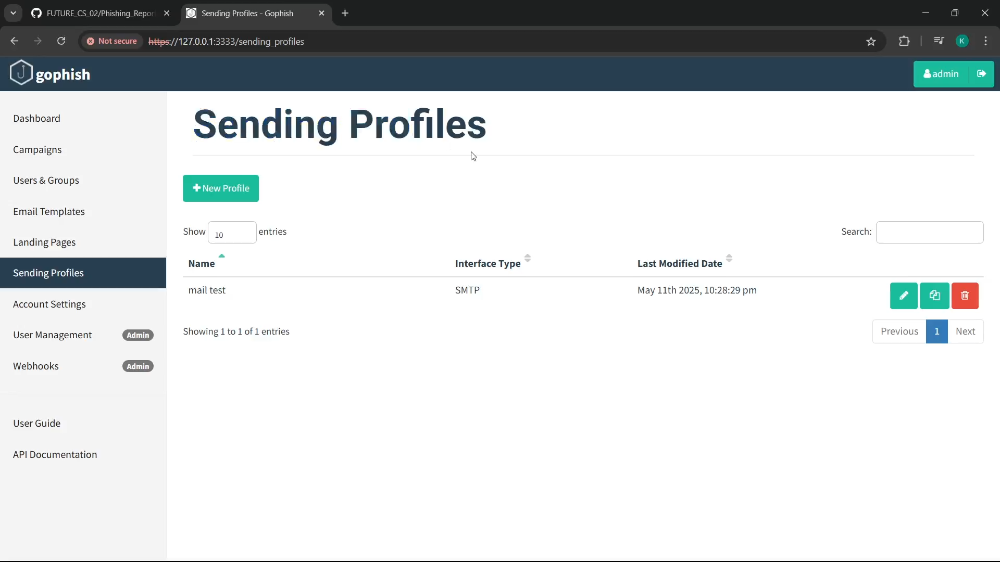 FUTURE_CS_02/Phishing_Repor
Sending Profiles - Gophish
Not secure https://127.0.0.1:3333/sending_profiles
K
gophish
admin
Dashboard
Campaigns
Users & Groups
Email Templates
Landing Pages
Sending Profiles
Account Settings
User Management Admin
Webhooks Admin
User Guide
API Documentation
Sending Profiles
New Profile
Show 10 entries
Search:
Name Interface Type Last Modified Date
mail test SMTP May 11th 2025, 10:28:29 pm
Showing 1 to 1 of 1 entries
Previous 1 Next